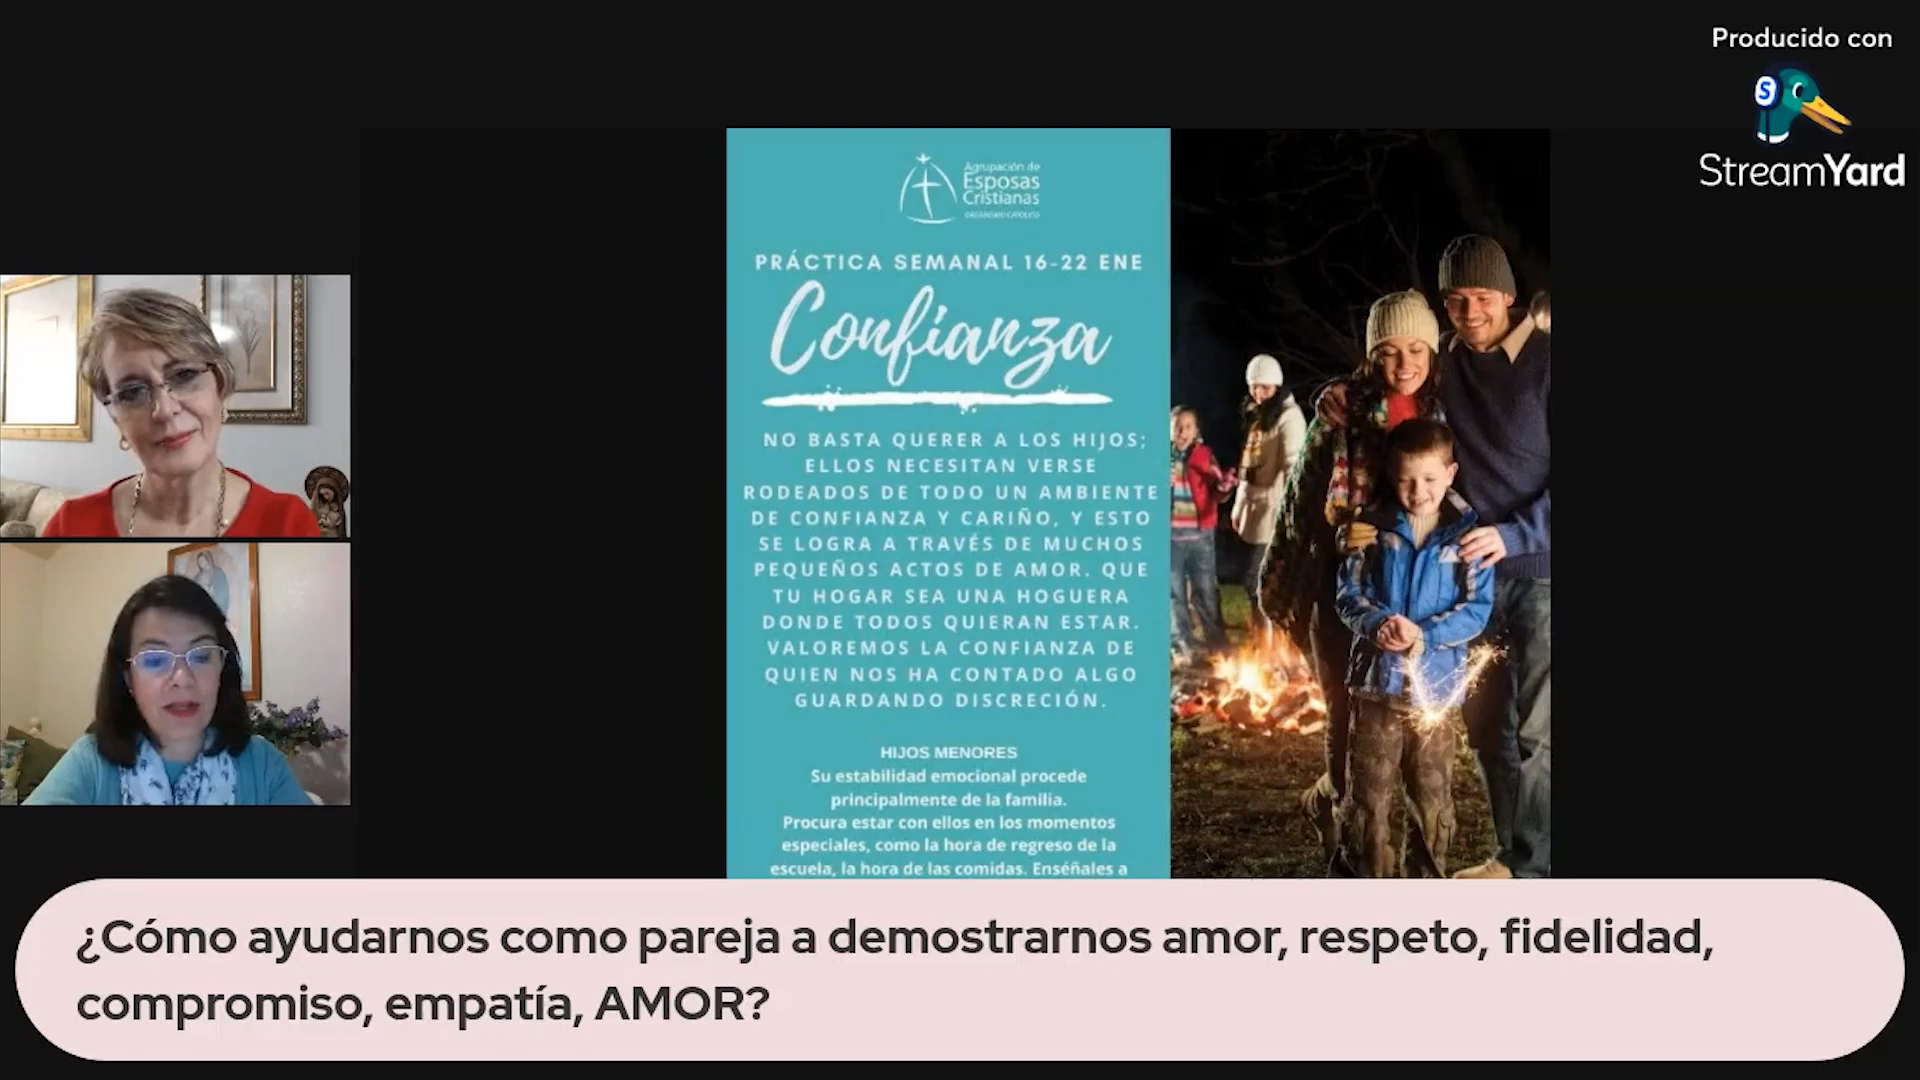 Producido con
StreamYard
Agrupación de
Esposas
Cristianas
ORGANISMO CATÓLICO
PRÁCTICA SEMANAL 16-22 ENE
Confianza
NO BASTA QUERER A LOS HIJOS;
ELLOS NECESITAN VERSE
RODEADOS DE TODO UN AMBIENTE
DE CONFIANZA Y CARIÑO, Y ESTO
SE LOGRA A TRAVÉS DE MUCHOS
PEQUEÑOS ACTOS DE AMOR. QUE
TU HOGAR SEA UNA HOGUERA
DONDE TODOS QUIERAN ESTAR.
VALOREMOS LA CONFIANZA DE
QUIEN NOS HA CONTADO ALGO
GUARDANDO DISCRECIÓN.
HIJOS MENORES
Su estabilidad emocional procede
principalmente de la familia.
Procura estar con ellos en los momentos
especiales, como la hora de regreso de la
escuela, la hora de las comidas. Enséñales a
¿Cómo ayudarnos como pareja a demostrarnos amor, respeto, fidelidad,
compromiso, empatía, AMOR?